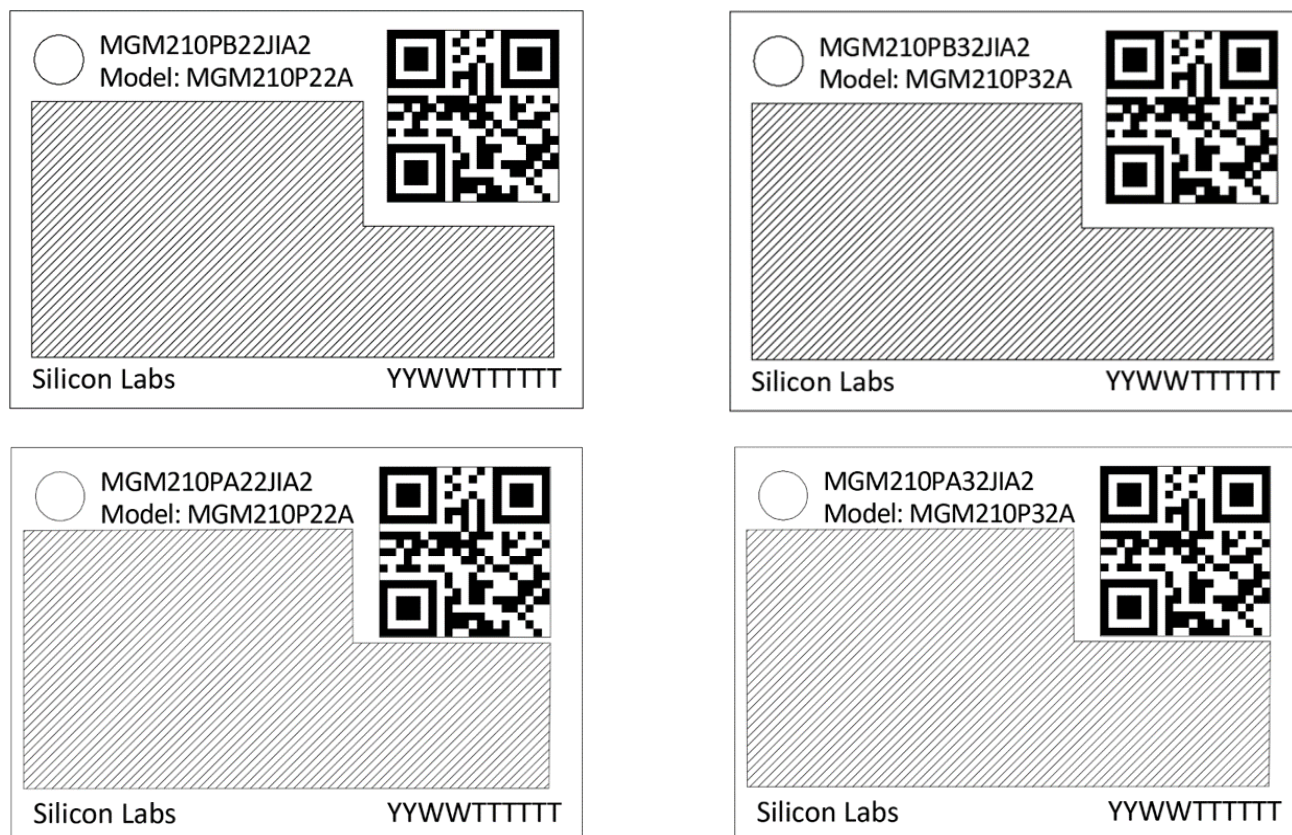 MGM210PB22JIA2
Model: MGM210P22A
Silicon Labs
YYWWTTTTTT
MGM210PB32JIA2
Model: MGM210P32A
Silicon Labs
YYWWTTTTTT
MGM210PA22JIA2
Model: MGM210P22A
Silicon Labs
YYWWTTTTTT
MGM210PA32JIA2
Model: MGM210P32A
Silicon Labs
YYWWTTTTTT